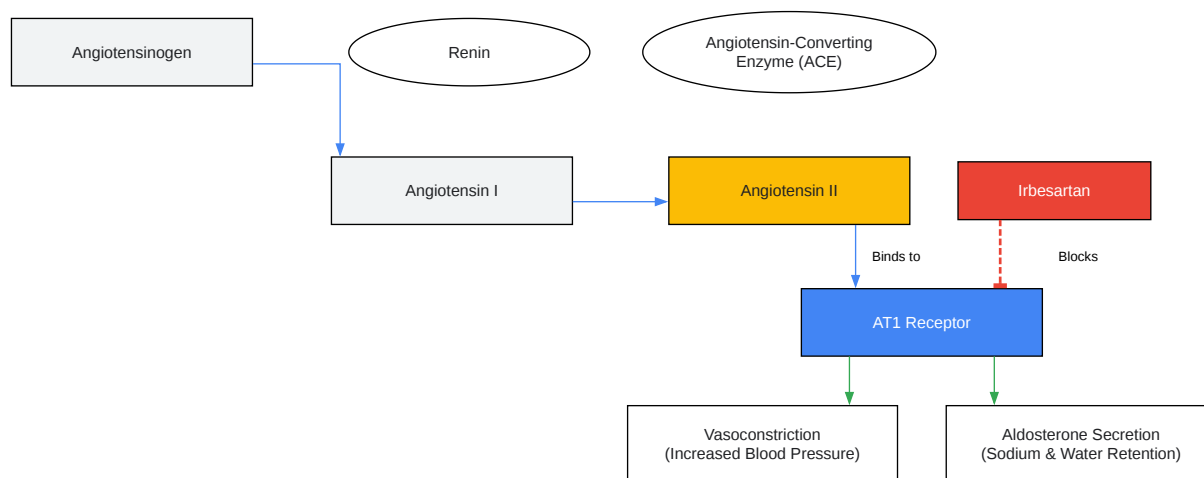 Angiotensinogen
Renin
Angiotensin-Converting
Enzyme (ACE)
Angiotensin I
Angiotensin II
Irbesartan
Binds to
Blocks
AT1 Receptor
Vasoconstriction
(Increased Blood Pressure)
Aldosterone Secretion
(Sodium & Water Retention)